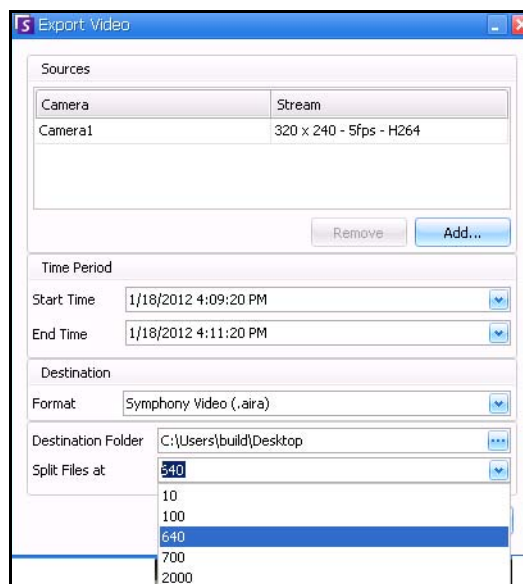 Export Video
Sources
Camera Stream
Camera1 320 x 240 - 5fps - H264
Remove Add...
Time Period
Start Time 1/18/2012 4:09:20 PM
End Time 1/18/2012 4:11:20 PM
Destination
Format Symphony Video (.aira)
Destination Folder C:\Users\build\Desktop ...
Split Files at 640
10
100
640
700
2000